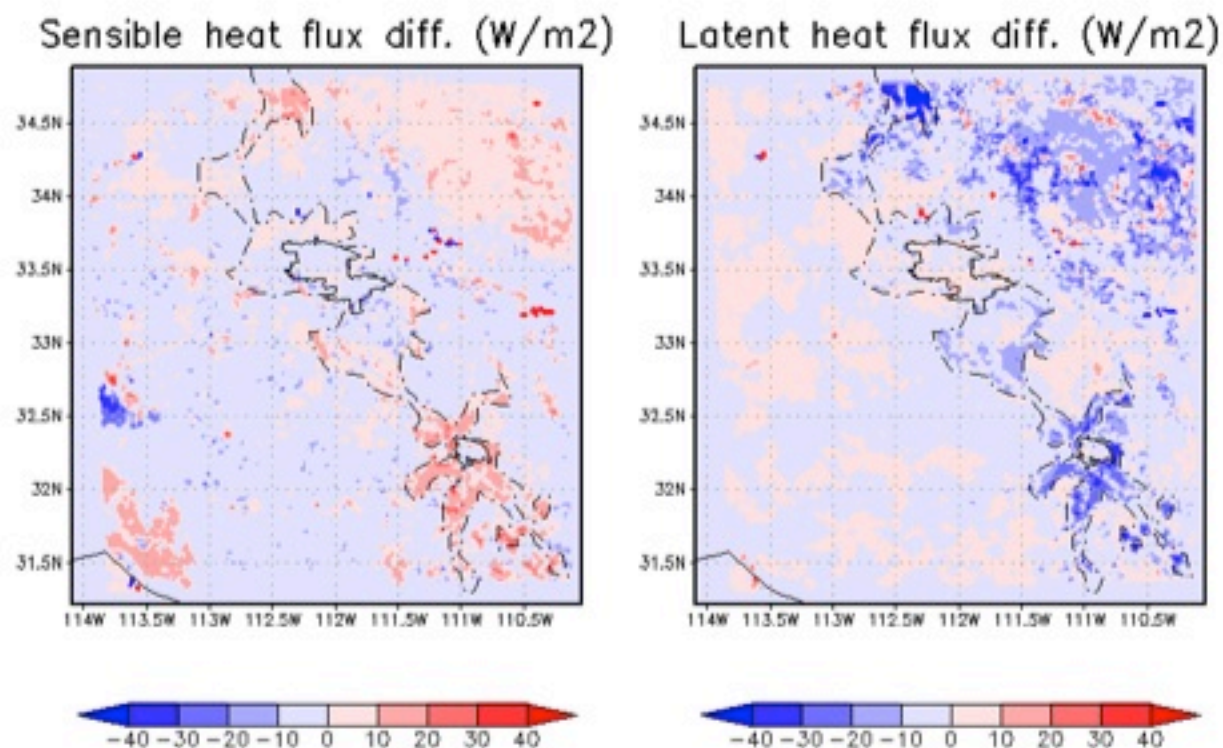 Sensible heat flux diff. (W/m2)
Latent heat flux diff. (W/m2)
34.5N
34N
33.5N
33N
32.5N
32N
31.5N
114W 113.5W 113W 112.5W 112W 111.5W 111W 110.5W
34.5N
34N
33.5N
33N
32.5N
32N
31.5N
114W 113.5W 113W 112.5W 112W 111.5W 111W 110.5W
-40 -30 -20 -10 0 10 20 30 40
-40 -30 -20 -10 0 10 20 30 40